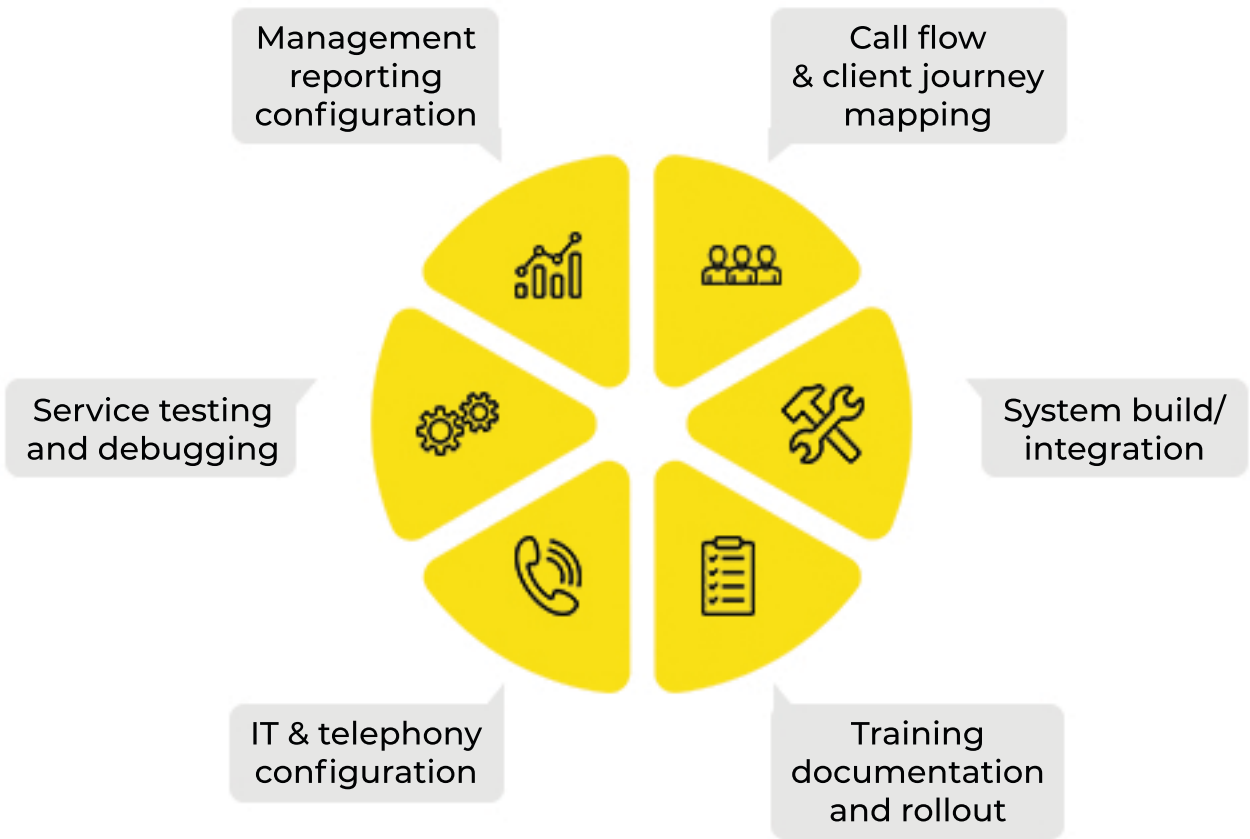 Management
reporting
configuration
Call flow
& client journey
mapping
Service testing
and debugging
System build/
integration
IT & telephony
configuration
Training
documentation
and rollout